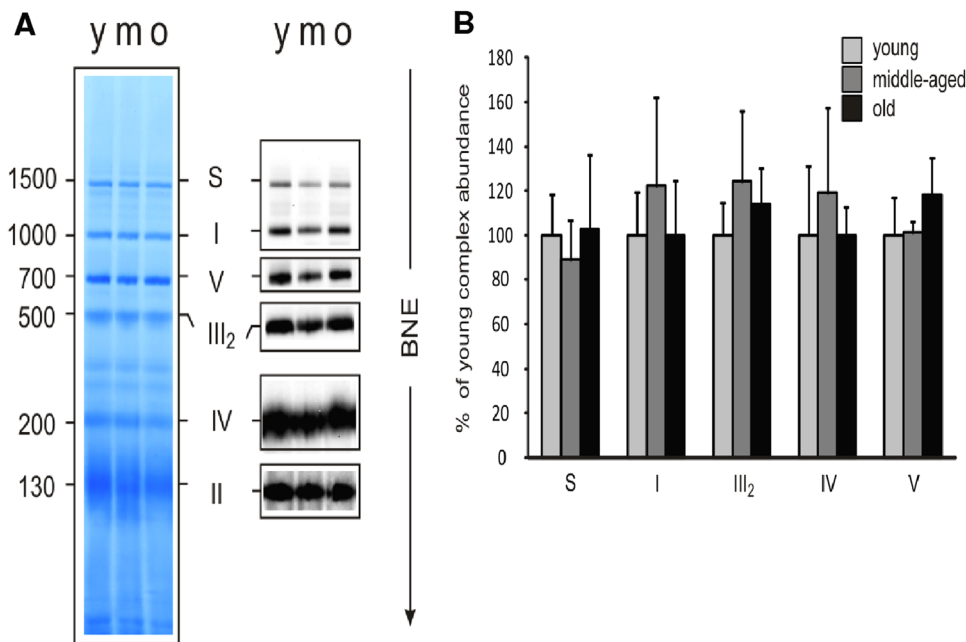 A
y m o
y m o
1500
1000
700
500
200
130
S
I
V
III2
IV
II
BNE
B
young
middle-aged
old
% of young complex abundance
180
160
140
120
100
80
60
40
20
0
S I III2 IV V